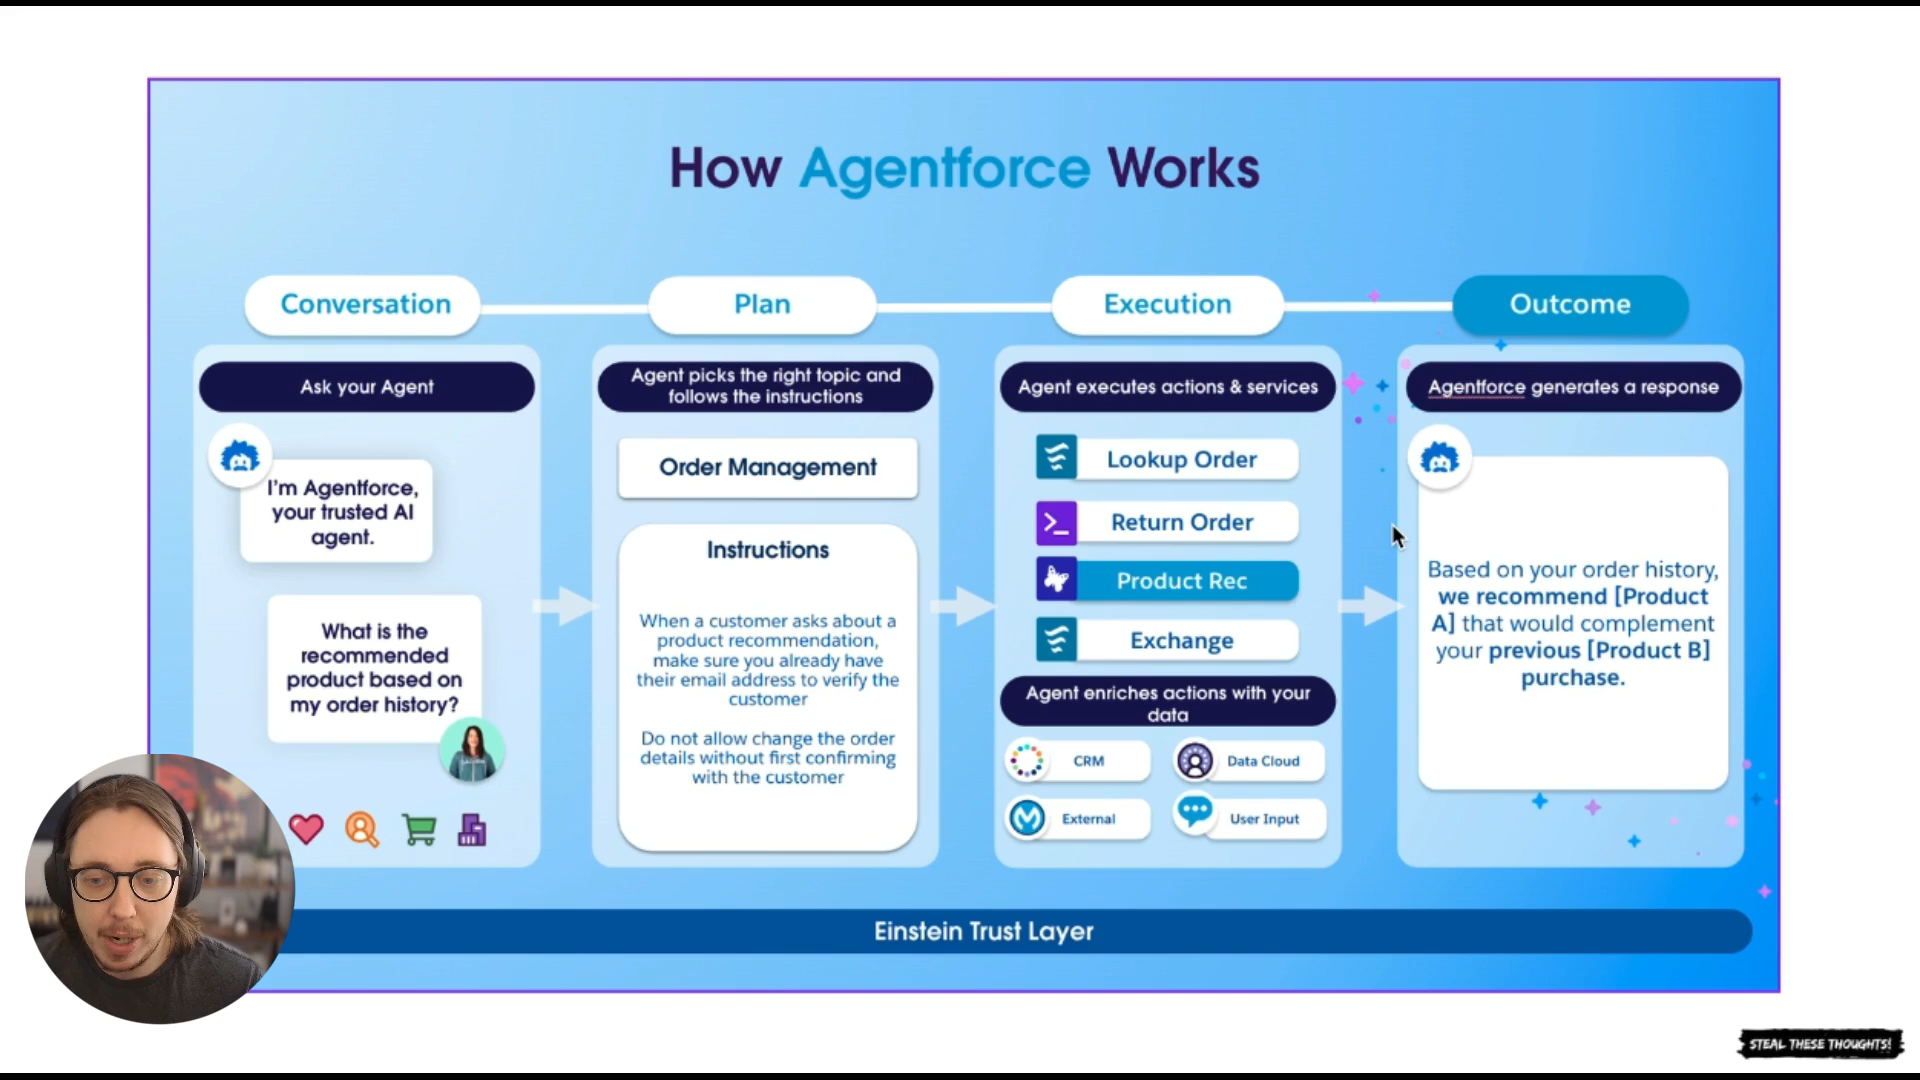 How Agentforce Works
Conversation
Plan
Execution
Outcome
Ask your Agent
I'm Agentforce,
your trusted AI
agent.
What is the
recommended
product based on
my order history?
Agent picks the right topic and
follows the instructions
Order Management
Instructions
When a customer asks about a
product recommendation,
make sure you already have
their email address to verify the
customer
Do not allow change the order
details without first confirming
with the customer
Agent executes actions & services
Lookup Order
Return Order
Product Rec
Exchange
Agent enriches actions with your
data
CRM
Data Cloud
External
User Input
Agentforce generates a response
Based on your order history,
we recommend [Product
A] that would complement
your previous [Product B]
purchase.
Einstein Trust Layer
STEAL THESE THOUGHTS!